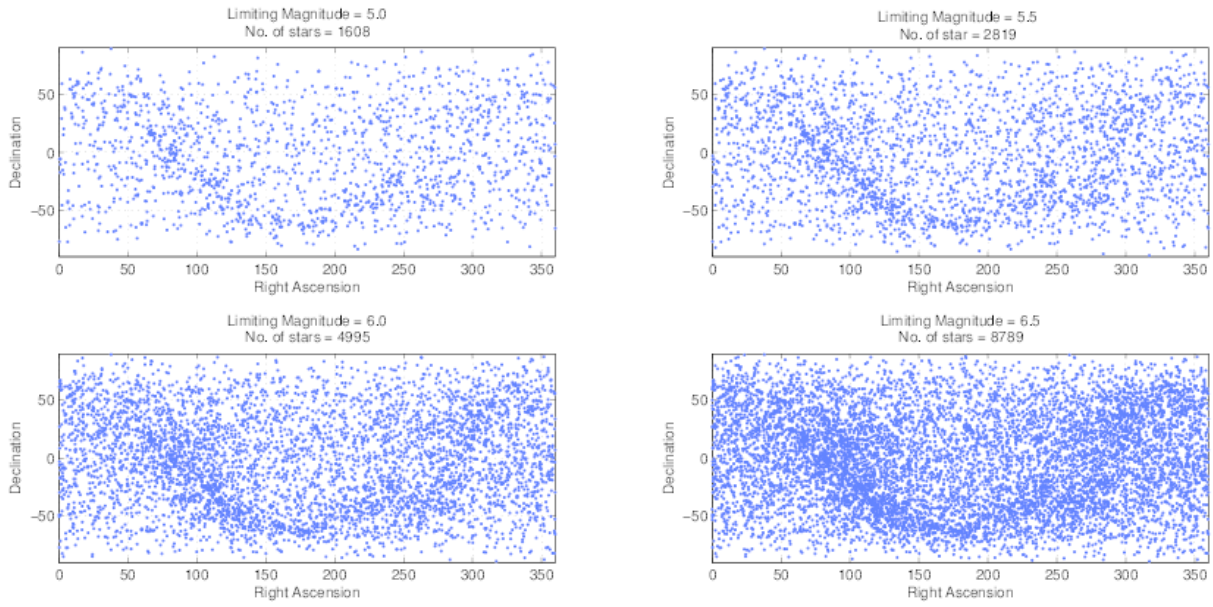 Limiting Magnitude = 5.0
No. of stars = 1608
50
0
−50
Declination
0 50 100 150 200 250 300 350
Right Ascension
Limiting Magnitude = 5.5
No. of star = 2819
50
0
−50
Declination
0 50 100 150 200 250 300 350
Right Ascension
Limiting Magnitude = 6.0
No. of stars = 4995
50
0
−50
Declination
0 50 100 150 200 250 300 350
Right Ascension
Limiting Magnitude = 6.5
No. of stars = 8789
50
0
−50
Declination
0 50 100 150 200 250 300 350
Right Ascension